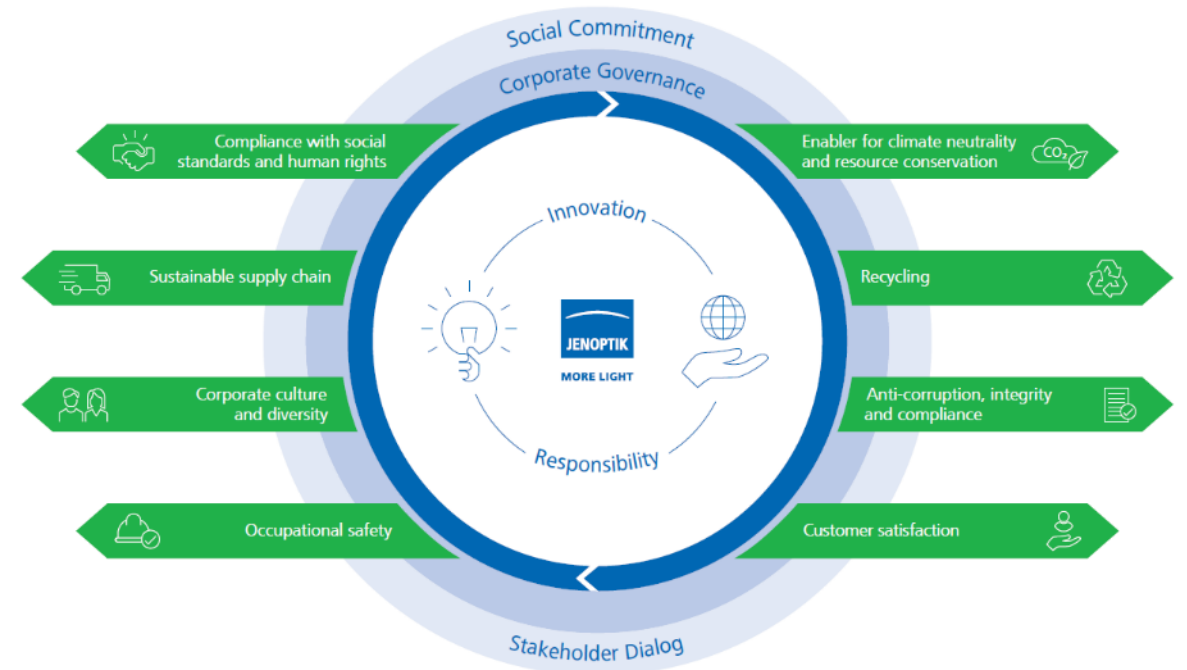 Social Commitment
Corporate Governance
Compliance with social
standards and human rights
Enabler for climate neutrality
and resource conservation
CO₂
Innovation
Sustainable supply chain
Recycling
JENOPTIK
MORE LIGHT
Corporate culture
and diversity
Anti-corruption, integrity
and compliance
Responsibility
Occupational safety
Customer satisfaction
Stakeholder Dialog